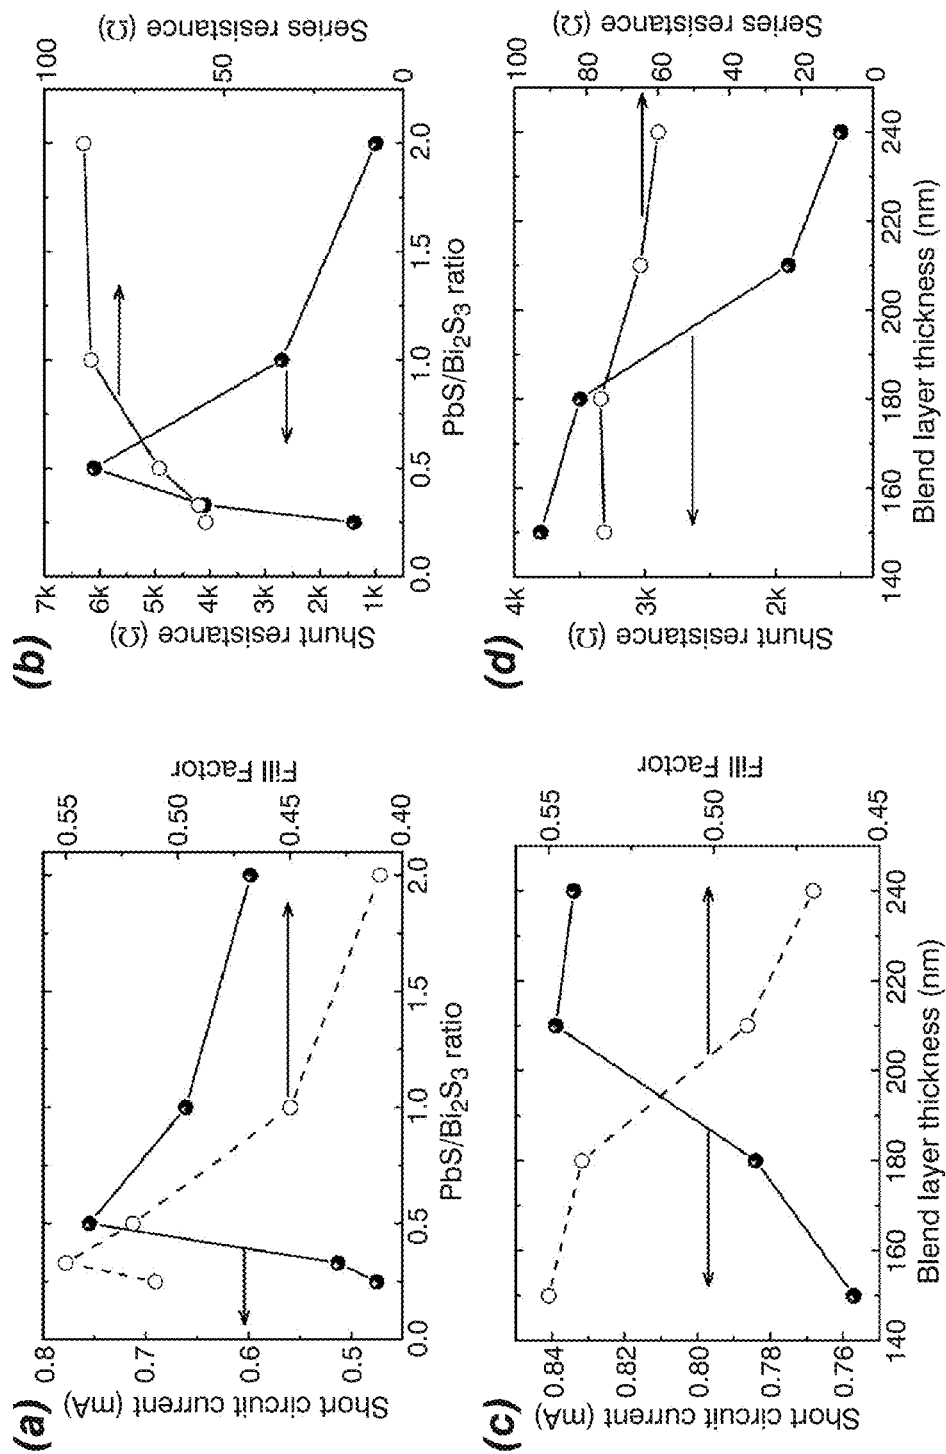 (a)
Short circuit current (mA)
0.8
0.7
0.6
0.5
0.0
0.5
1.0
1.5
2.0
PbS/Bi2S3 ratio
0.55
0.50
0.45
0.40
Fill Factor
(b)
Shunt resistance (Ω)
7k
6k
5k
4k
3k
2k
1k
0.0
0.5
1.0
1.5
2.0
PbS/Bi2S3 ratio
100
50
0
Series resistance (Ω)
(c)
Short circuit current (mA)
0.84
0.82
0.80
0.78
0.76
140
160
180
200
220
240
Blend layer thickness (nm)
0.55
0.50
0.45
Fill Factor
(d)
Shunt resistance (Ω)
4k
3k
2k
140
160
180
200
220
240
Blend layer thickness (nm)
100
80
60
40
20
0
Series resistance (Ω)